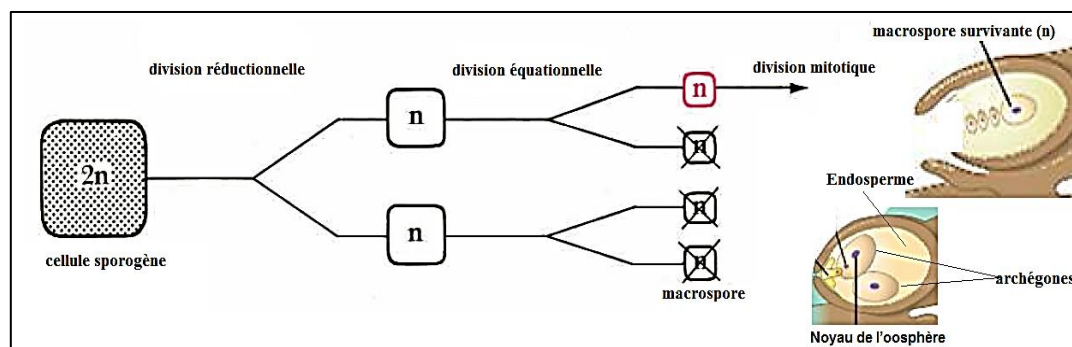 macrospore survivante (n)
division réductionnelle
division équationnelle
division mitotique
2n
n
n
n
n
n
n
cellule sporogène
macrospore
Endosperme
archégones
Noyau de l'oosphère